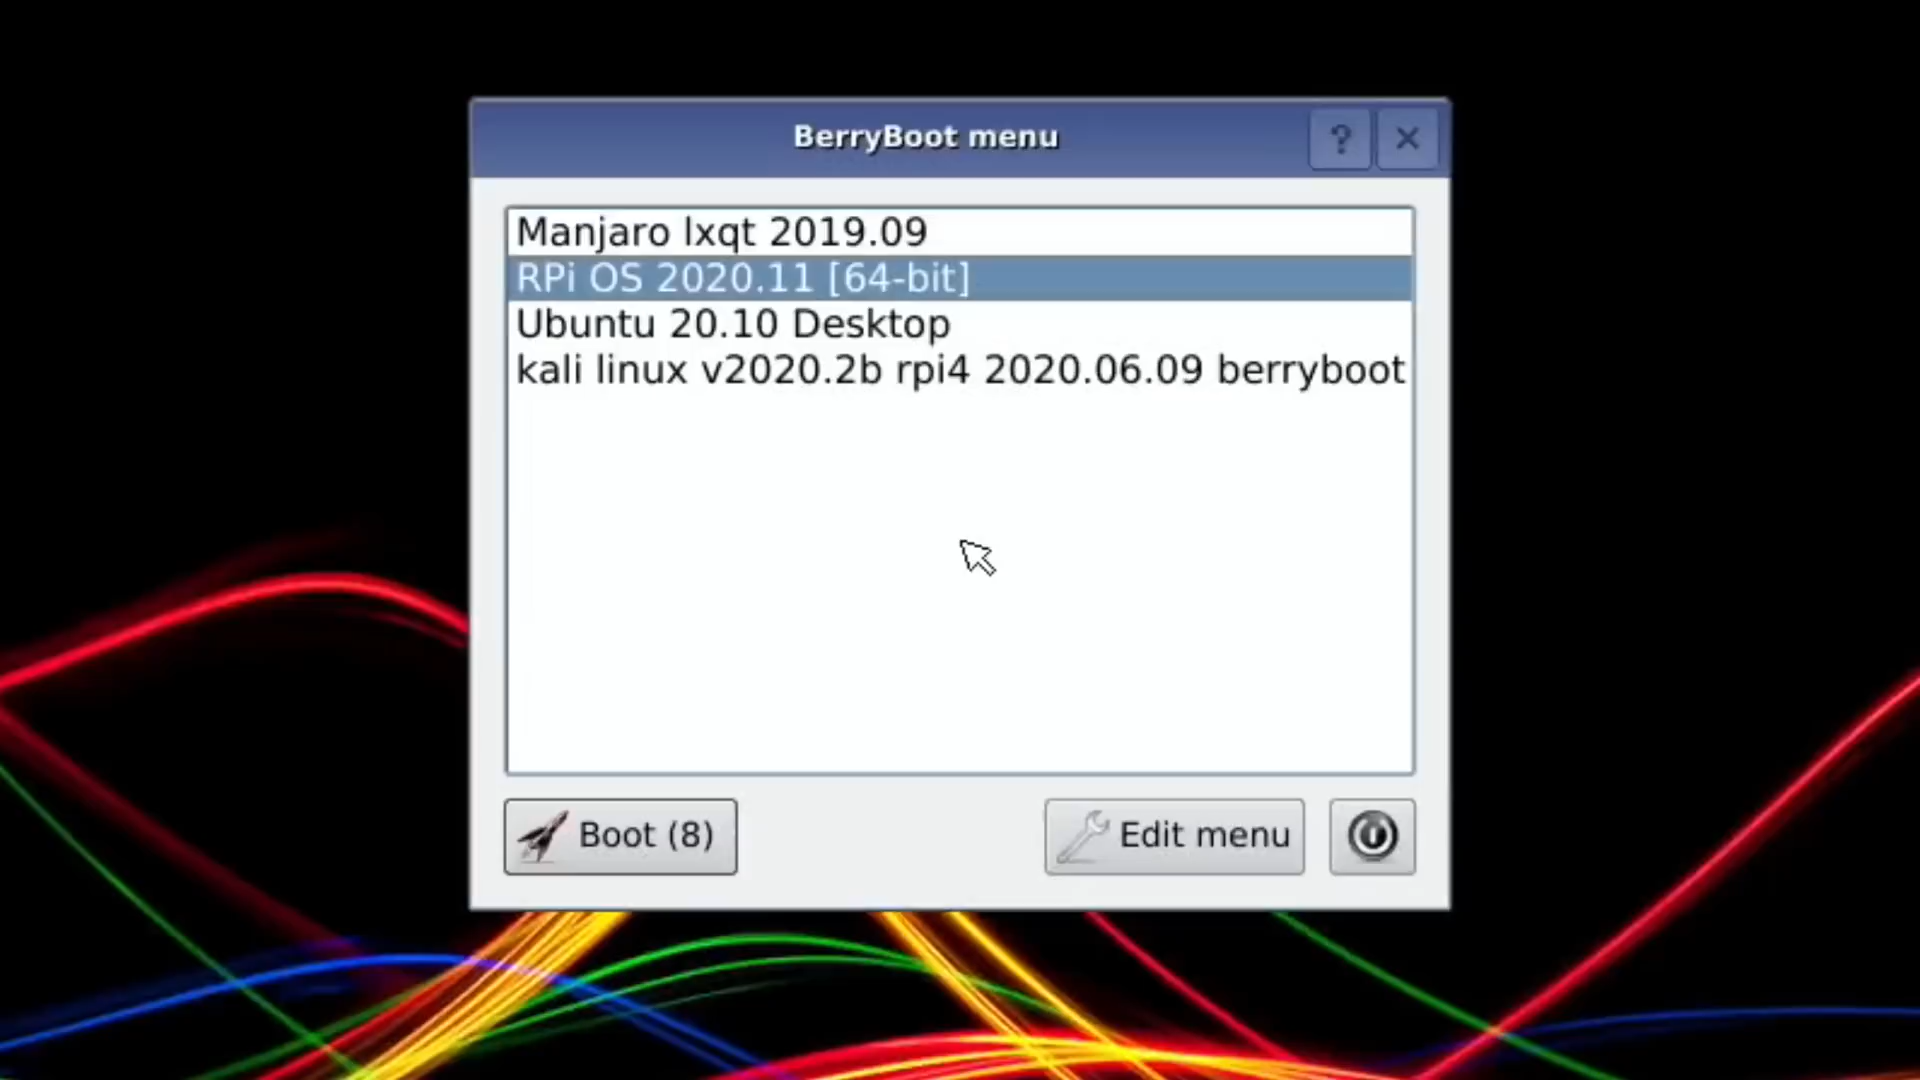 BerryBoot menu
?
Manjaro lxqt 2019.09
RPi OS 2020.11 [64-bit]
Ubuntu 20.10 Desktop
kali linux v2020.2b rpi4 2020.06.09 berryboot
Boot (8)
Edit menu